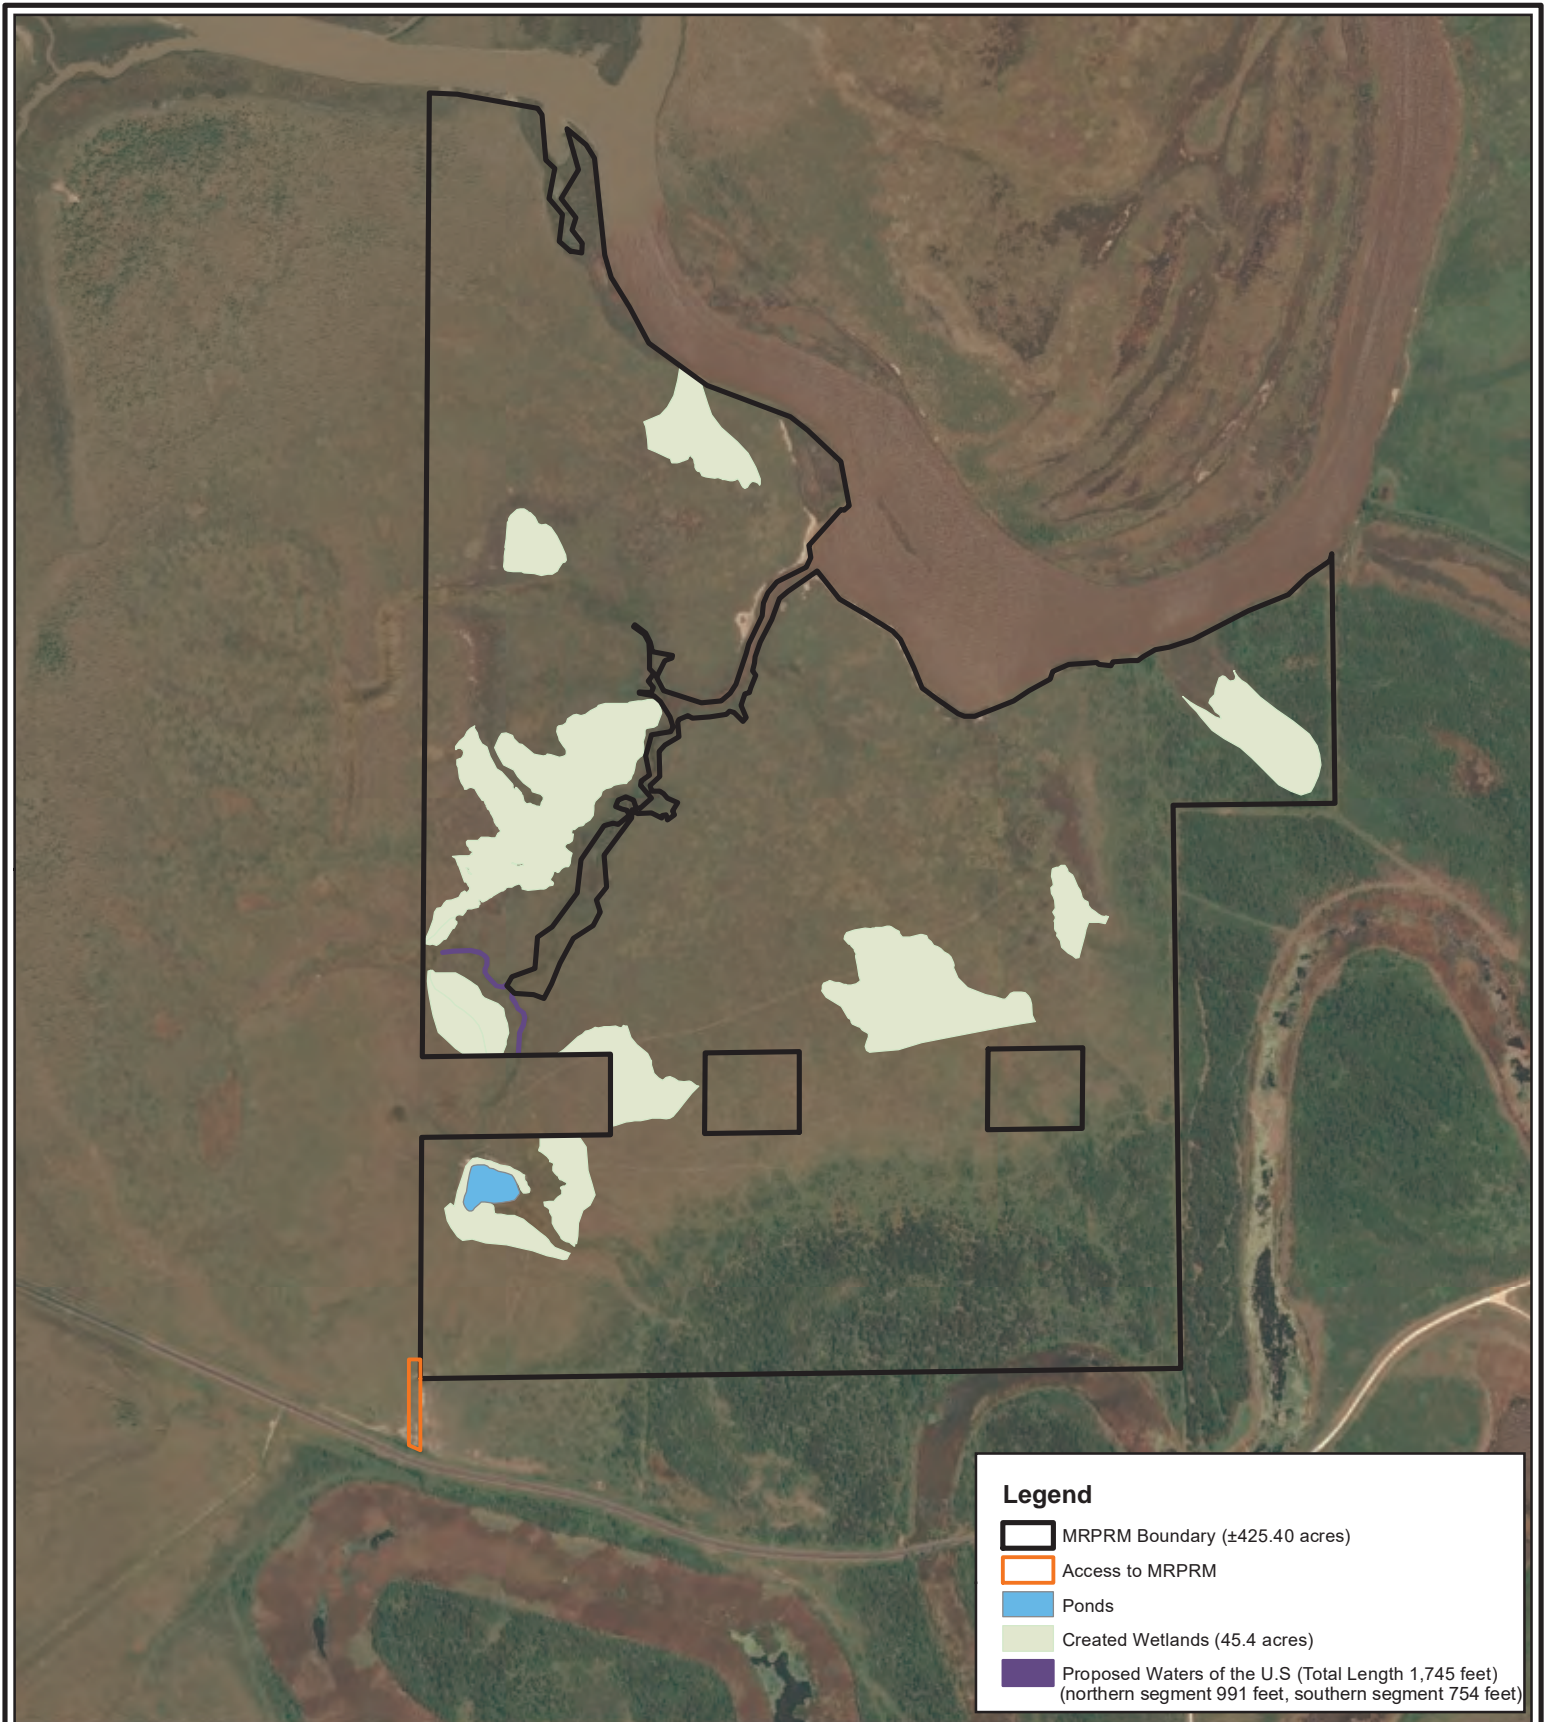 Legend
MRPRM Boundary (±425.40 acres)
Access to MRPRM
Ponds
Created Wetlands (45.4 acres)
Proposed Waters of the U.S (Total Length 1,745 feet)
(northern segment 991 feet, southern segment 754 feet)